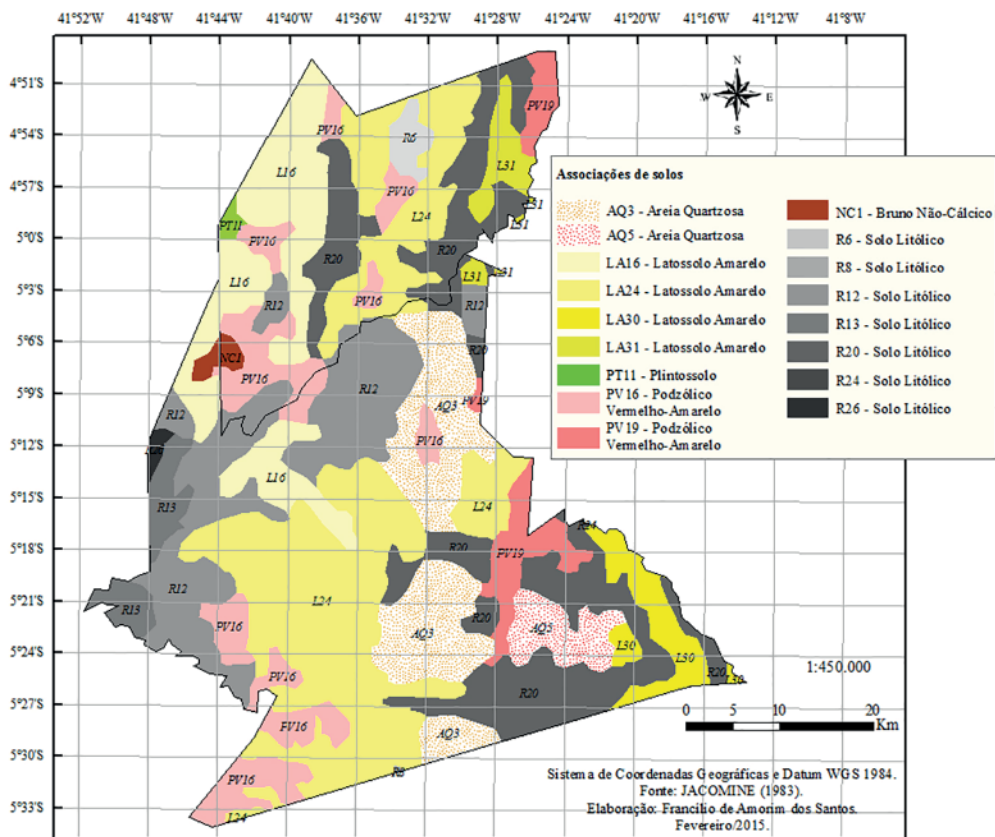 41°52'W 41°48'W 41°44'W 41°40'W 41°36'W 41°32'W 41°28'W 41°24'W 41°20'W 41°16'W 41°12'W 41°8'W
4°51'S
4°54'S
4°57'S
5°0'S
5°3'S
5°6'S
5°9'S
5°12'S
5°15'S
5°18'S
5°21'S
5°24'S
5°27'S
5°30'S
5°33'S
N
W E
S
PV16
R6
PV19
L16
L31
PV16
L31
L24
L31
PT11
PV16
R20
R20
L31
L31
L16
PV16
R12
R12
NC1
R20
PV16
R12
AQ3
PV19
R12
PV16
L16
R13
L24
R24
R20
PV19
R12
L24
R13
R20
PV16
AQ3
AQ5
L30
L30
PV16
R20
R20
L30
PV16
AQ3
R8
PV16
L24
Associações de solos
AQ3 - Areia Quartzosa
AQ5 - Areia Quartzosa
LA16 - Latossolo Amarelo
LA24 - Latossolo Amarelo
LA30 - Latossolo Amarelo
LA31 - Latossolo Amarelo
PT11 - Plintossolo
PV16 - Podzólico
Vermelho-Amarelo
PV19 - Podzólico
Vermelho-Amarelo
NC1 - Bruno Não-Cálcico
R6 - Solo Litólico
R8 - Solo Litólico
R12 - Solo Litólico
R13 - Solo Litólico
R20 - Solo Litólico
R24 - Solo Litólico
R26 - Solo Litólico
1:450.000
0 5 10 20
Km
Sistema de Coordenadas Geográficas e Datum WGS 1984.
Fonte: JACOMINE (1983).
Elaboração: Francílio de Amorim dos Santos.
Fevereiro/2015.